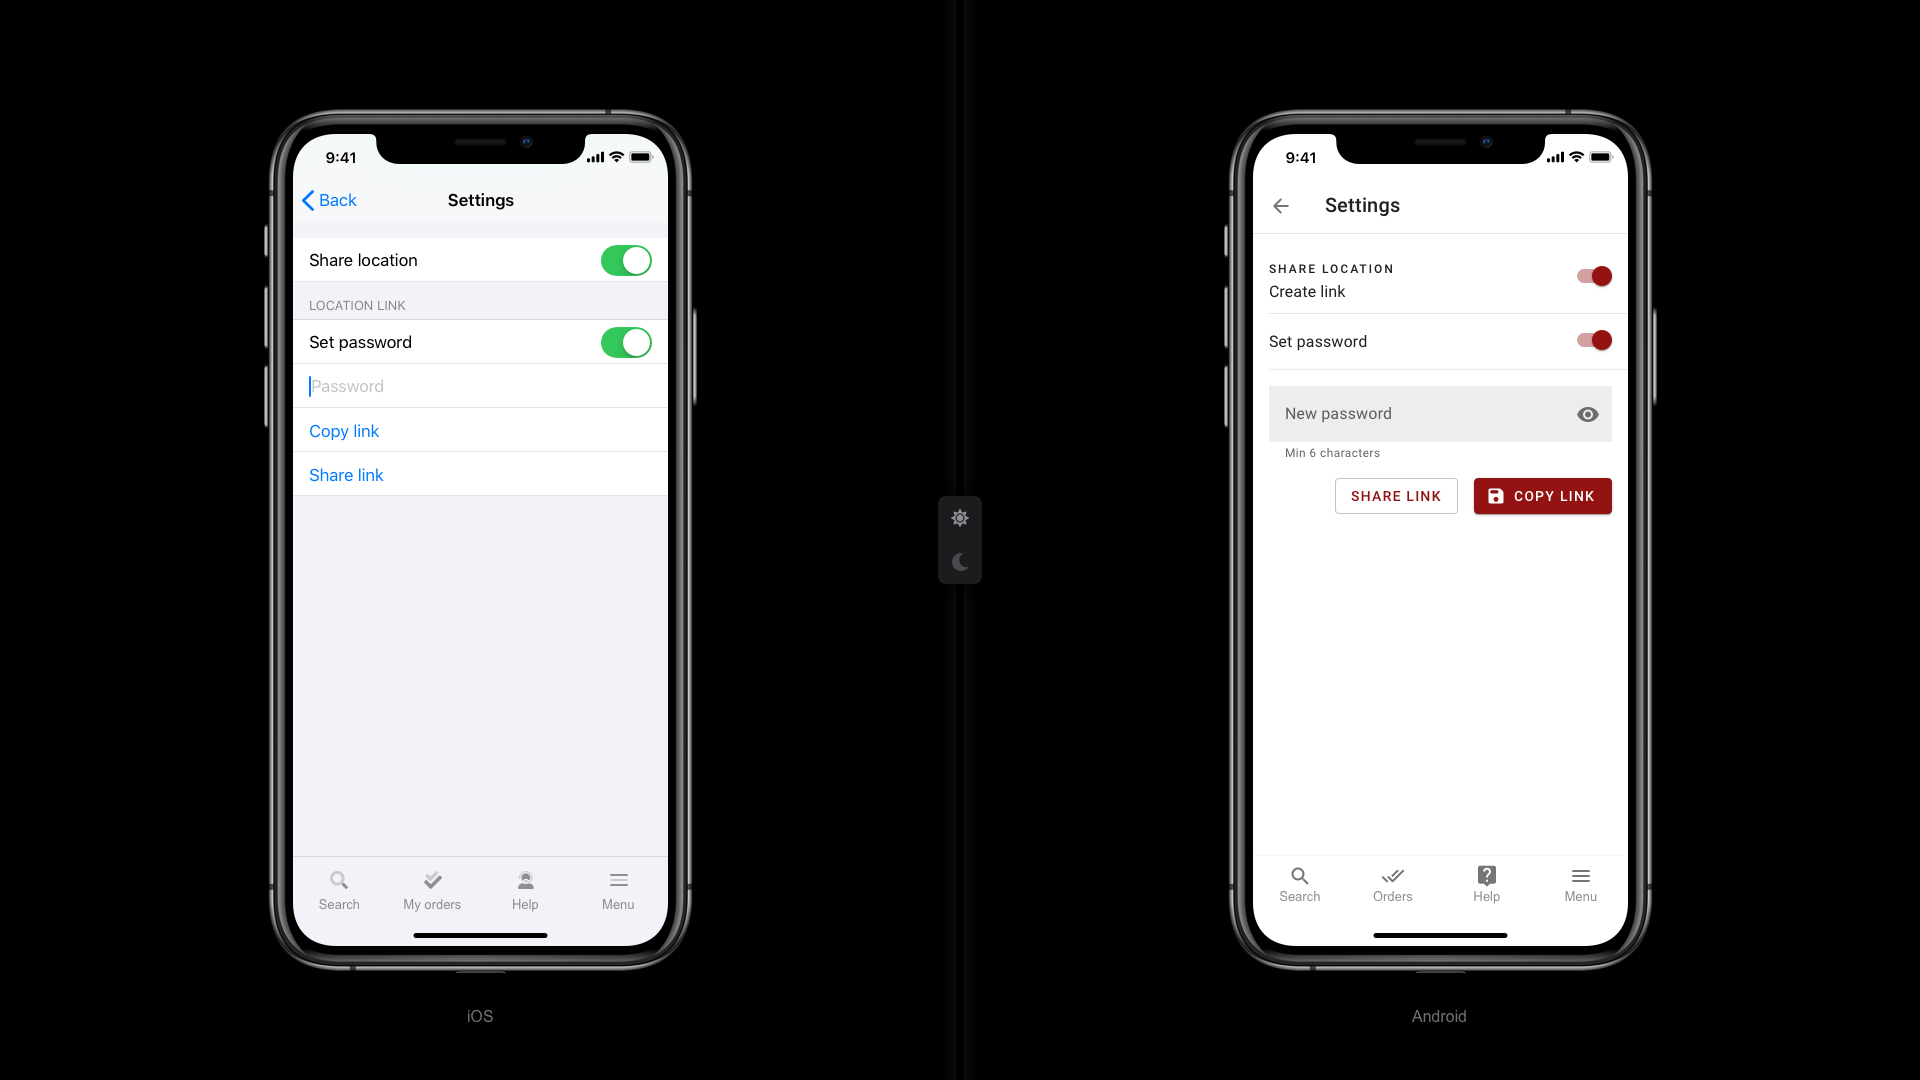 9:41
Back
Settings
Share location
LOCATION LINK
Set password
Password
Copy link
Share link
Search
My orders
Help
Menu
iOS
9:41
Settings
SHARE LOCATION
Create link
Set password
New password
Min 6 characters
SHARE LINK
COPY LINK
Search
Orders
Help
Menu
Android